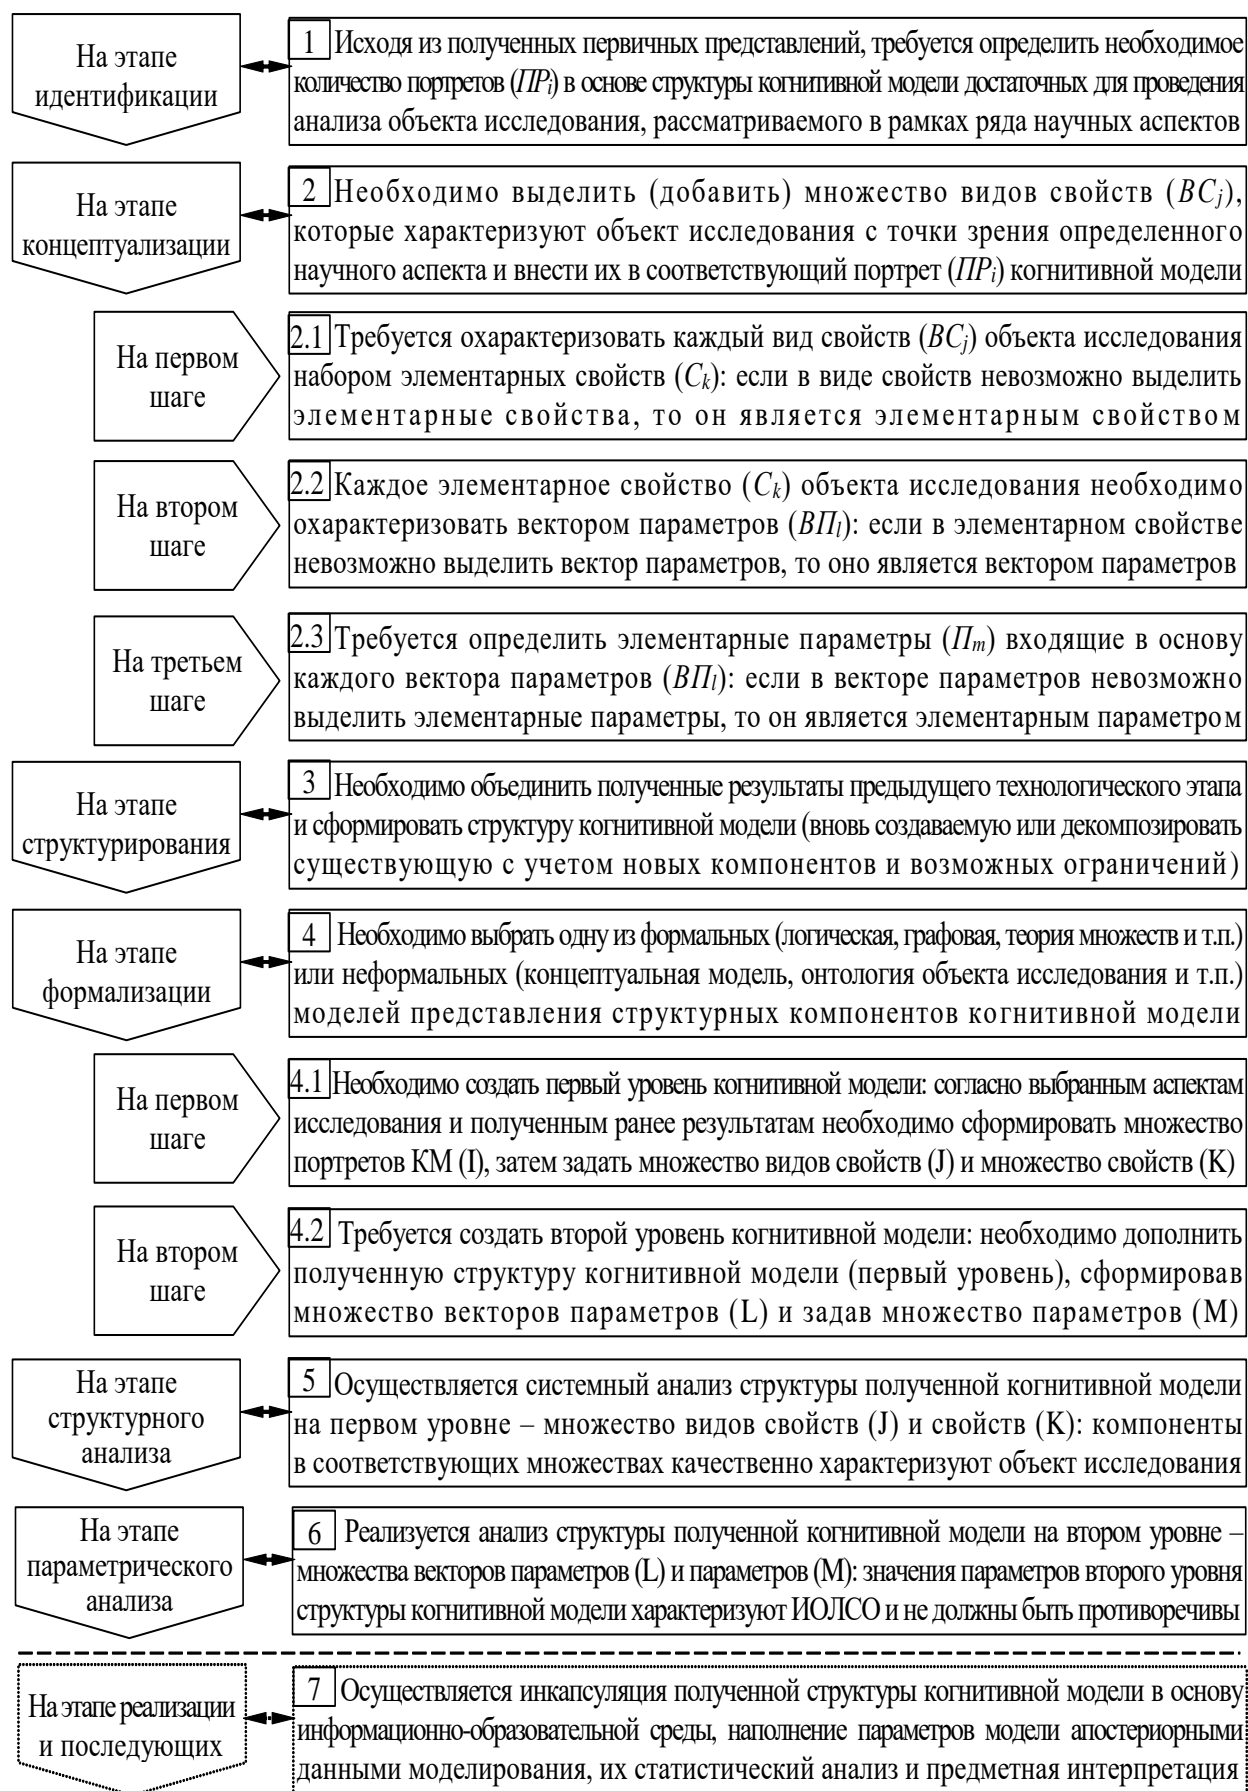 На этапе
идентификации
1 Исходя из полученных первичных представлений, требуется определить необходимое
количество портретов (ПРi) в основе структуры когнитивной модели достаточных для проведения
анализа объекта исследования, рассматриваемого в рамках ряда научных аспектов
На этапе
концептуализации
2 Необходимо выделить (добавить) множество видов свойств (ВСj),
которые характеризуют объект исследования с точки зрения определенного
научного аспекта и внести их в соответствующий портрет (ПРi) когнитивной модели
На первом
шаге
2.1 Требуется охарактеризовать каждый вид свойств (ВСj) объекта исследования
набором элементарных свойств (Сk): если в виде свойств невозможно выделить
элементарные свойства, то он является элементарным свойством
На втором
шаге
2.2 Каждое элементарное свойство (Сk) объекта исследования необходимо
охарактеризовать вектором параметров (ВПl): если в элементарном свойстве
невозможно выделить вектор параметров, то оно является вектором параметров
На третьем
шаге
2.3 Требуется определить элементарные параметры (Пm) входящие в основу
каждого вектора параметров (ВПl): если в векторе параметров невозможно
выделить элементарные параметры, то он является элементарным параметром
На этапе
структурирования
3 Необходимо объединить полученные результаты предыдущего технологического этапа
и сформировать структуру когнитивной модели (вновь создаваемую или декомпозировать
существующую с учетом новых компонентов и возможных ограничений)
На этапе
формализации
4 Необходимо выбрать одну из формальных (логическая, графовая, теория множеств и т.п.)
или неформальных (концептуальная модель, онтология объекта исследования и т.п.)
моделей представления структурных компонентов когнитивной модели
На первом
шаге
4.1 Необходимо создать первый уровень когнитивной модели: согласно выбранным аспектам
исследования и полученным ранее результатам необходимо сформировать множество
портретов КМ (I), затем задать множество видов свойств (J) и множество свойств (K)
На втором
шаге
4.2 Требуется создать второй уровень когнитивной модели: необходимо дополнить
полученную структуру когнитивной модели (первый уровень), сформировав
множество векторов параметров (L) и задав множество параметров (M)
На этапе
структурного
анализа
5 Осуществляется системный анализ структуры полученной когнитивной модели
на первом уровне – множество видов свойств (J) и свойств (K): компоненты
в соответствующих множествах качественно характеризуют объект исследования
На этапе
параметрического
анализа
6 Реализуется анализ структуры полученной когнитивной модели на втором уровне –
множества векторов параметров (L) и параметров (M): значения параметров второго уровня
структуры когнитивной модели характеризуют ИОЛСО и не должны быть противоречивы
На этапе реализации
и последующих
7 Осуществляется инкапсуляция полученной структуры когнитивной модели в основу
информационно-образовательной среды, наполнение параметров модели апостериорными
данными моделирования, их статистический анализ и предметная интерпретация